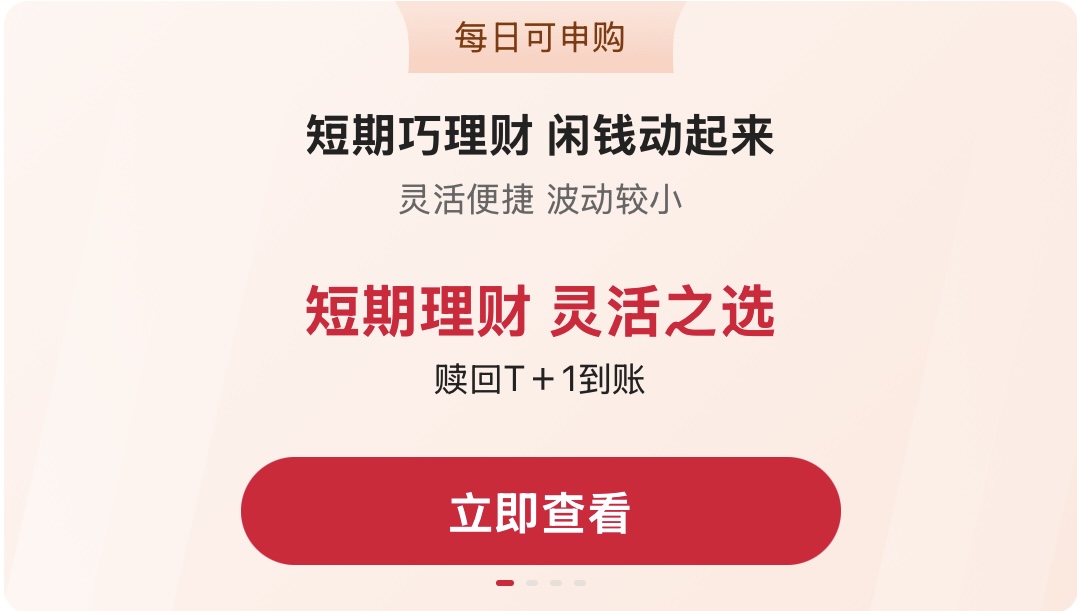 每日可申购
短期巧理财 闲钱动起来
灵活便捷 波动较小
短期理财 灵活之选
赎回T+1到账
立即查看